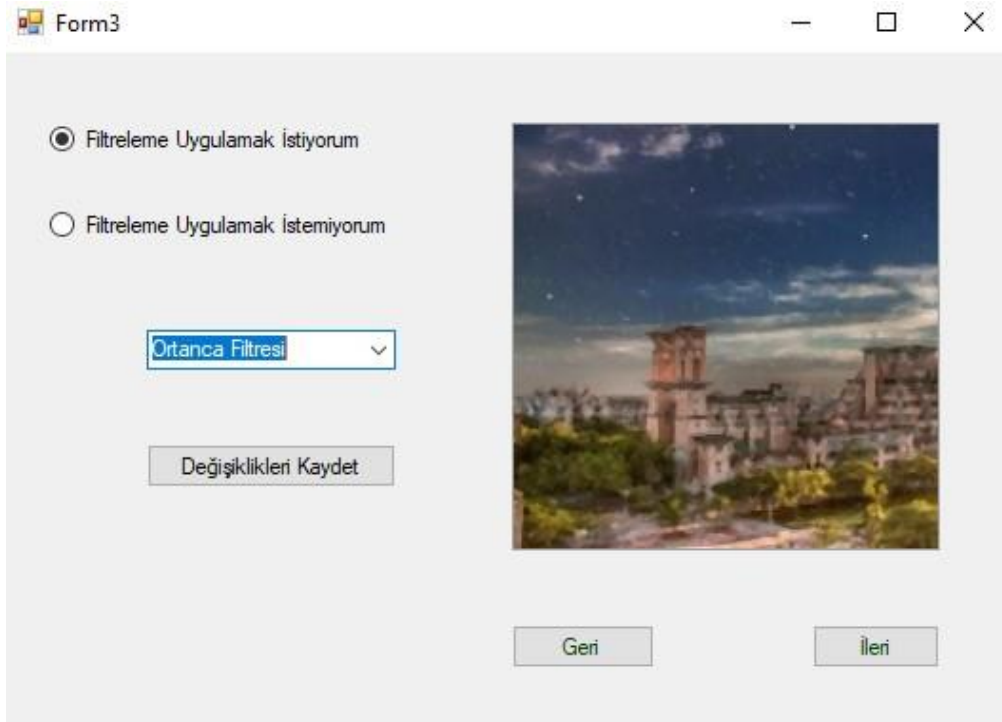 Form3
Filtreleme Uygulamak İstiyorum
Filtreleme Uygulamak İstemiyorum
Ortanca Filtresi
Değişiklikleri Kaydet
Geri
İleri